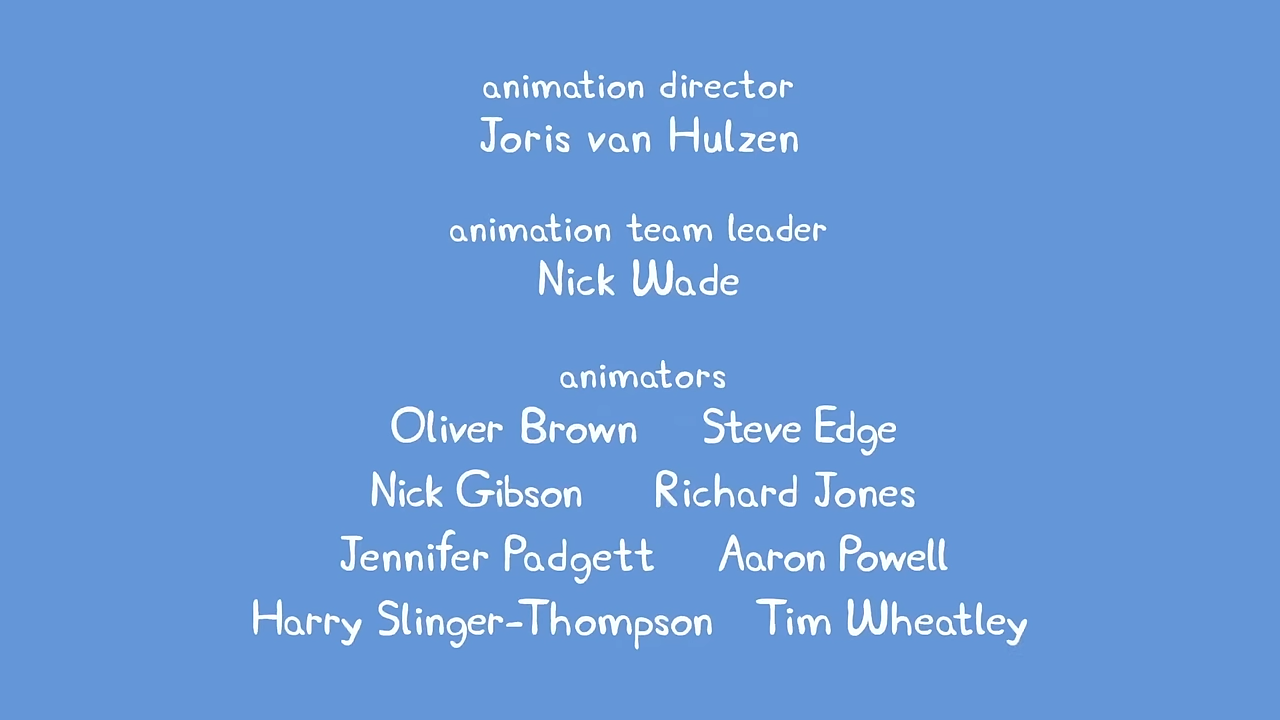 animation director
Joris van Hulzen
animation team leader
Nick Wade
animators
Oliver Brown Steve Edge
Nick Gibson Richard Jones
Jennifer Padgett Aaron Powell
Harry Slinger-Thompson Tim Wheatley